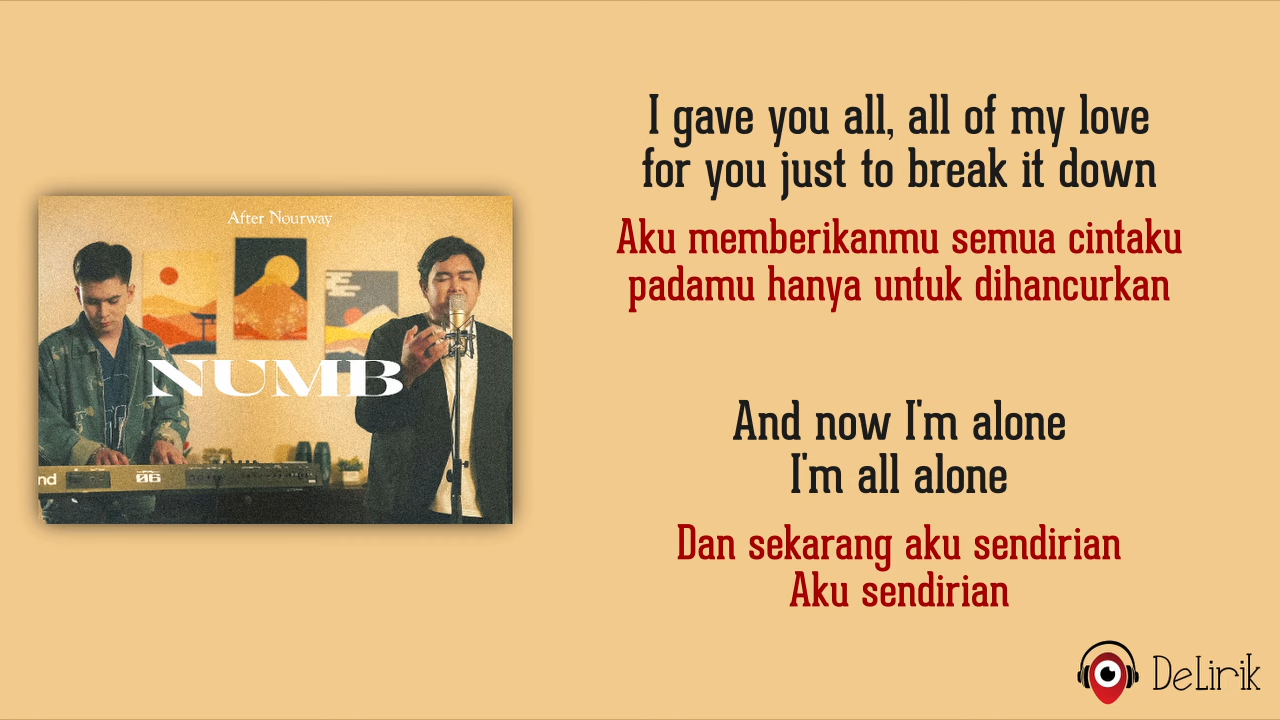 After Nourway
NUMB
nd
06
I gave you all, all of my love
for you just to break it down
Aku memberikanmu semua cintaku
padamu hanya untuk dihancurkan
And now I'm alone
I'm all alone
Dan sekarang aku sendirian
Aku sendirian
DeLirik